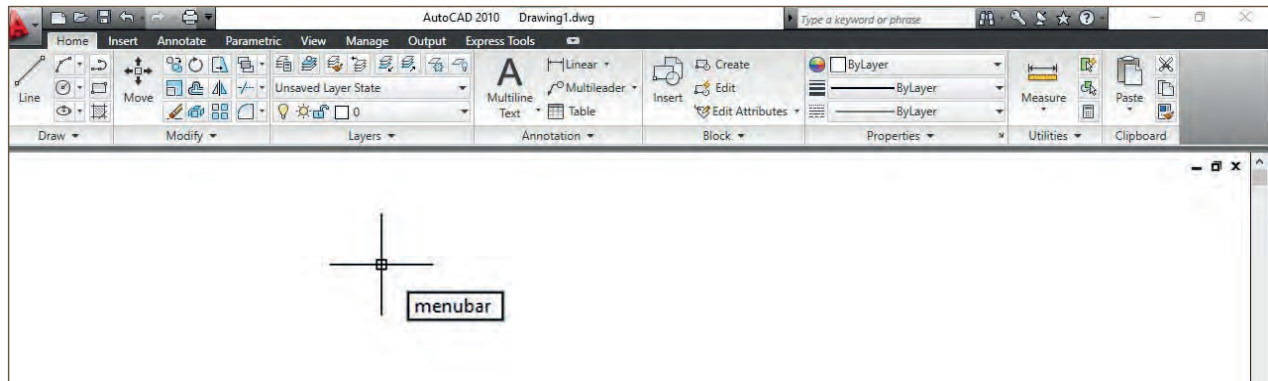 AutoCAD 2010 Drawing1.dwg Type a keyword or phrase
Home Insert Annotate Parametric View Manage Output Express Tools
Line
Move
Unsaved Layer State
0
Multiline
Text
Linear
Multileader
Table
Insert
Create
Edit
Edit Attributes
ByLayer
ByLayer
ByLayer
Measure
Paste
Draw Modify Layers Annotation Block Properties Utilities Clipboard
menubar